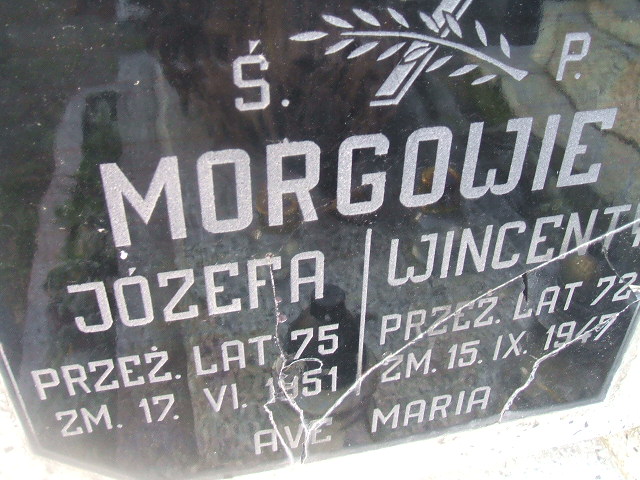 Ś. P.
MORGOWIE
JÓZEFA
PRZEŻ. LAT 75
ZM. 17. VI. 1951
WINCENTY
PRZEŻ. LAT 72
ZM. 15. IX. 1947
AVE MARIA